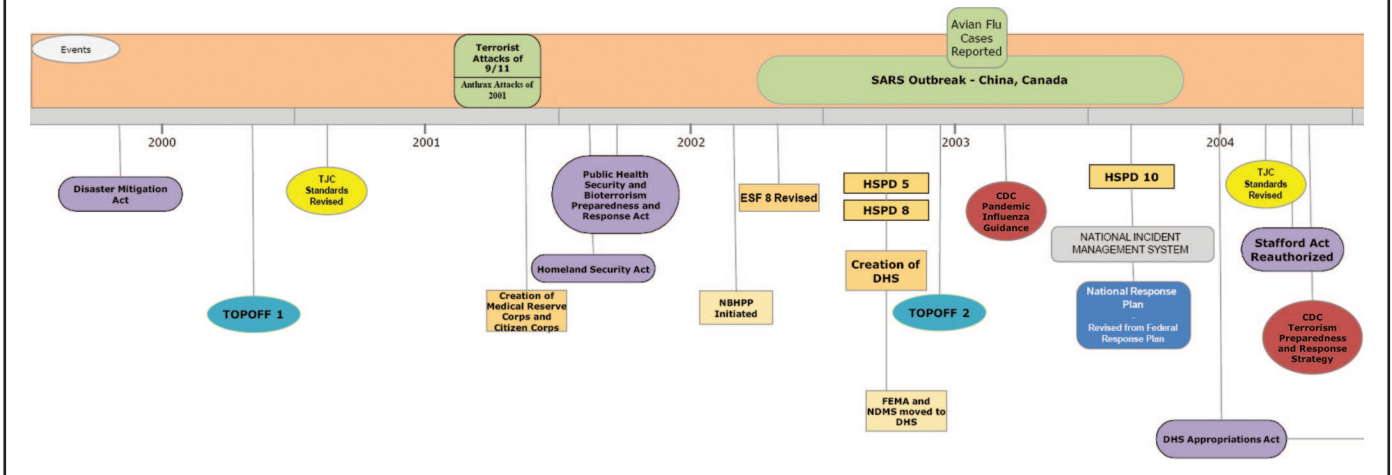 Events
Terrorist
Attacks of
9/11
Anthrax Attacks of
2001
Avian Flu
Cases
Reported
SARS Outbreak - China, Canada
2000
2001
2002
2003
2004
Disaster Mitigation
Act
TOPOFF 1
TJC
Standards
Revised
Creation of
Medical Reserve
Corps and
Citizen Corps
Public Health
Security and
Bioterrorism
Preparedness and
Response Act
Homeland Security Act
NBHPP
Initiated
ESF 8 Revised
HSPD 5
HSPD 8
Creation of
DHS
FEMA and
NDMS moved to
DHS
TOPOFF 2
CDC
Pandemic
Influenza
Guidance
HSPD 10
NATIONAL INCIDENT
MANAGEMENT SYSTEM
National Response
Plan
-
Revised from Federal
Response Plan
DHS Appropriations Act
TJC
Standards
Revised
Stafford Act
Reauthorized
CDC
Terrorism
Preparedness
and Response
Strategy